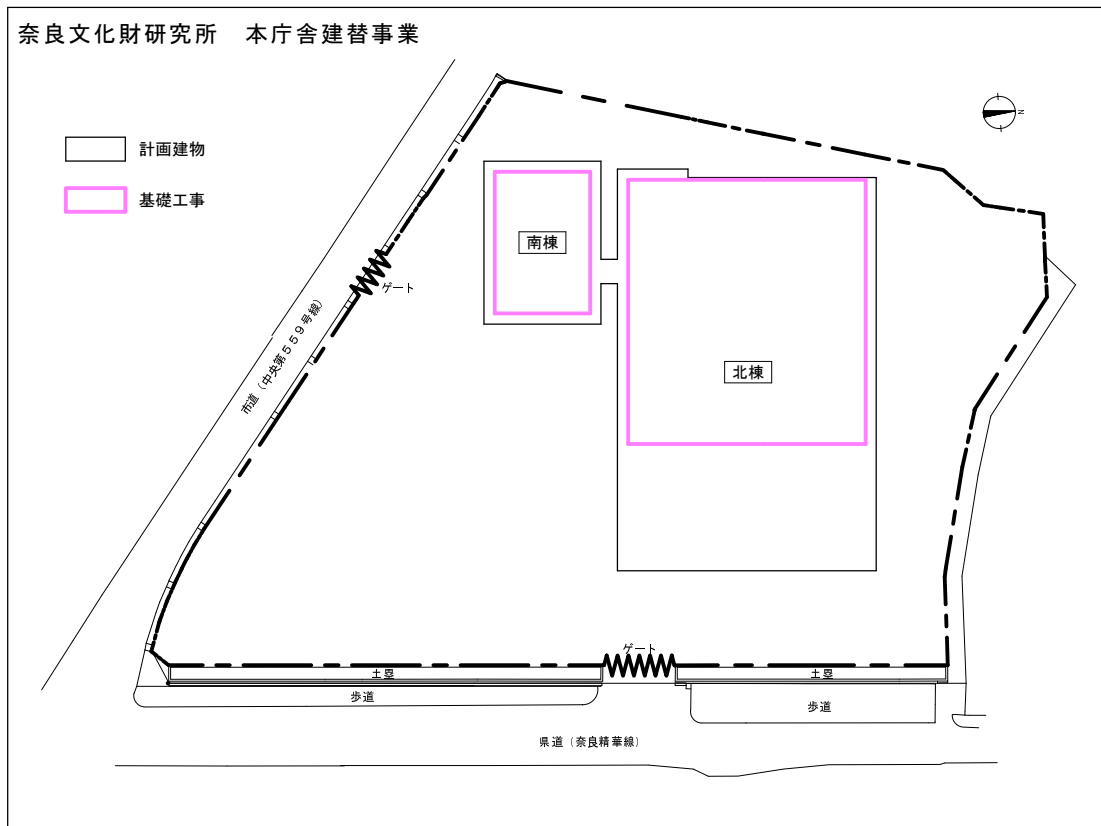 奈良文化財研究所　本庁舎建替事業
計画建物
基礎工事
N
南棟
ゲート
市道（中央第５５９号線）
北棟
ゲート
土塁
土塁
歩道
歩道
県道（奈良精華線）